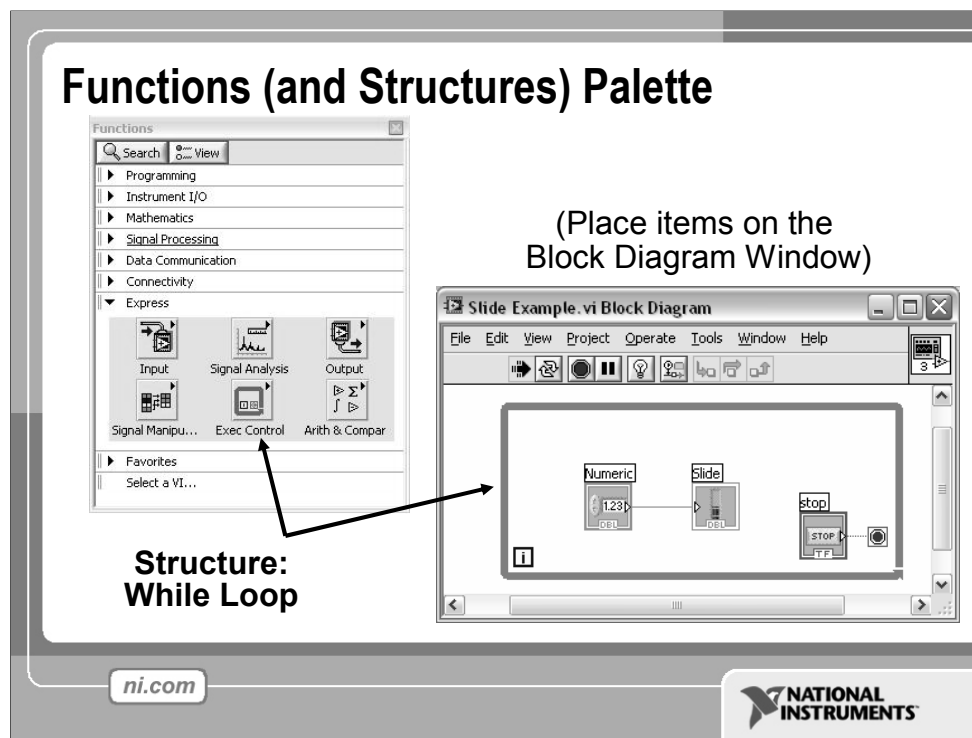 Functions (and Structures) Palette
Functions
Search View
Programming
Instrument I/O
Mathematics
Signal Processing
Data Communication
Connectivity
Express
Input Signal Analysis Output
Signal Manipu... Exec Control Arith & Compar
Favorites
Select a VI...
Structure:
While Loop
(Place items on the
Block Diagram Window)
Slide Example.vi Block Diagram
File Edit View Project Operate Tools Window Help
3
Numeric Slide
1.23
DBL DBL
stop
STOP
TF
i
ni.com
NATIONAL
INSTRUMENTS